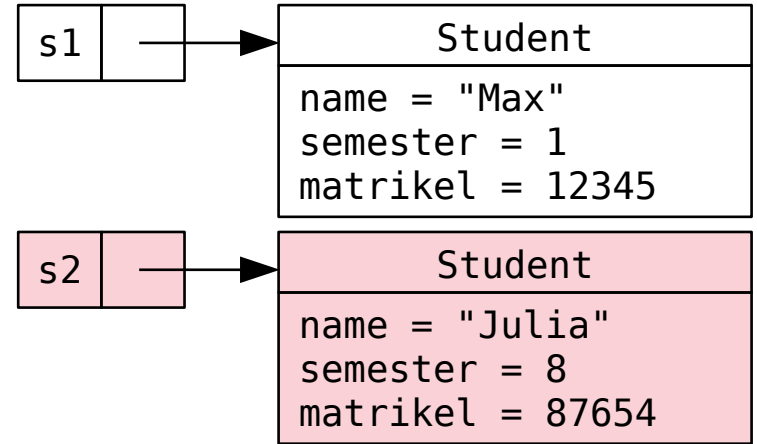 s1
Student
name = "Max"
semester = 1
matrikel = 12345
s2
Student
name = "Julia"
semester = 8
matrikel = 87654